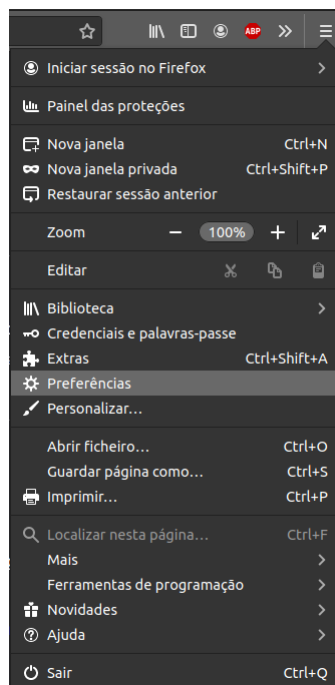 ABP
Iniciar sessão no Firefox
Painel das proteções
Nova janela Ctrl+N
Nova janela privada Ctrl+Shift+P
Restaurar sessão anterior
Zoom 100%
Editar
Biblioteca
Credenciais e palavras-passe
Extras Ctrl+Shift+A
Preferências
Personalizar...
Abrir ficheiro... Ctrl+O
Guardar página como... Ctrl+S
Imprimir... Ctrl+P
Localizar nesta página... Ctrl+F
Mais
Ferramentas de programação
Novidades
Ajuda
Sair Ctrl+Q